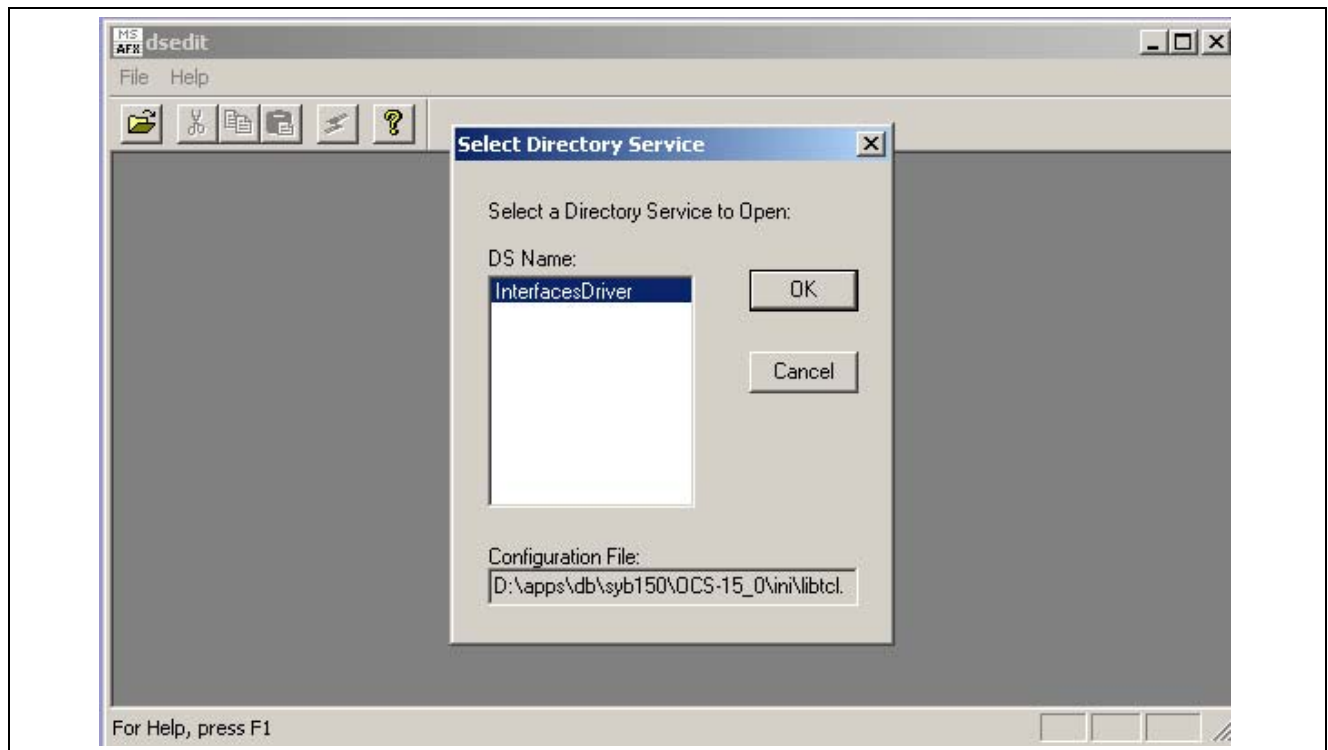 MS
AFX dsedit
File Help
Select Directory Service
Select a Directory Service to Open:
DS Name:
InterfacesDriver
OK
Cancel
Configuration File:
D:\apps\db\syb150\OCS-15_0\ini\libtcl.
For Help, press F1